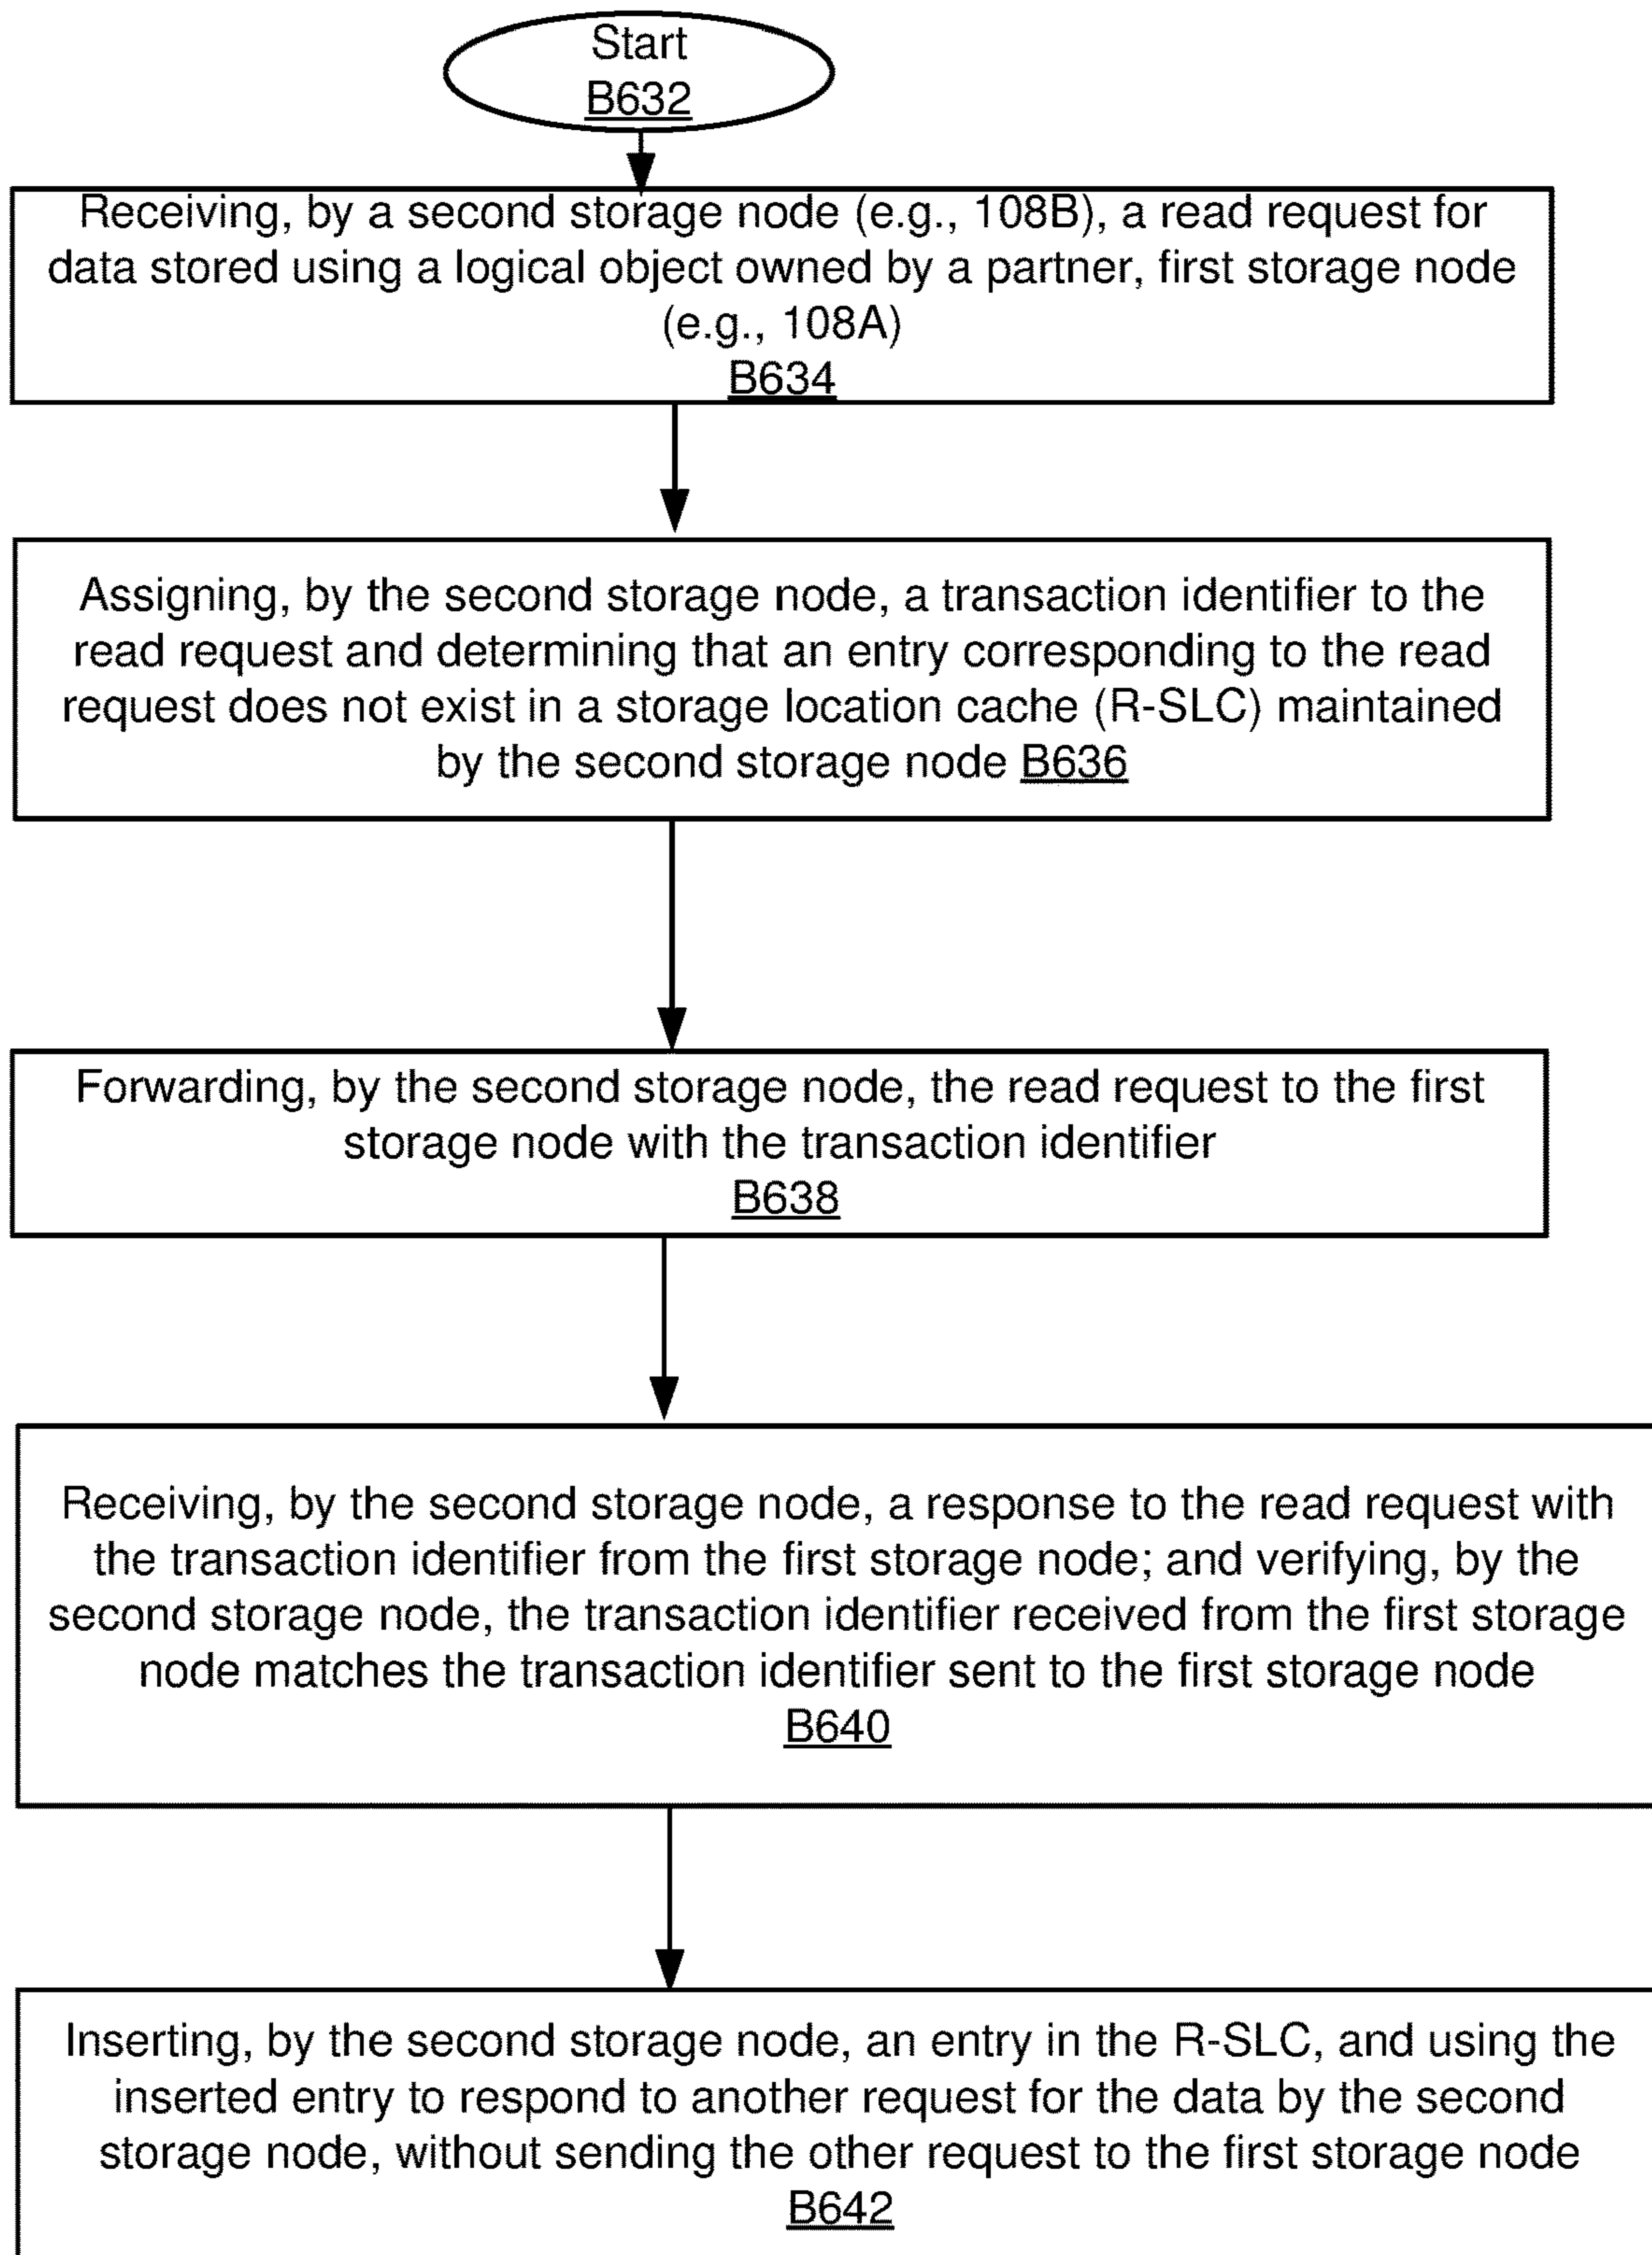 Start
B632
Receiving, by a second storage node (e.g., 108B), a read request for
data stored using a logical object owned by a partner, first storage node
(e.g., 108A)
B634
Assigning, by the second storage node, a transaction identifier to the
read request and determining that an entry corresponding to the read
request does not exist in a storage location cache (R-SLC) maintained
by the second storage node B636
Forwarding, by the second storage node, the read request to the first
storage node with the transaction identifier
B638
Receiving, by the second storage node, a response to the read request with
the transaction identifier from the first storage node; and verifying, by the
second storage node, the transaction identifier received from the first storage
node matches the transaction identifier sent to the first storage node
B640
Inserting, by the second storage node, an entry in the R-SLC, and using the
inserted entry to respond to another request for the data by the second
storage node, without sending the other request to the first storage node
B642